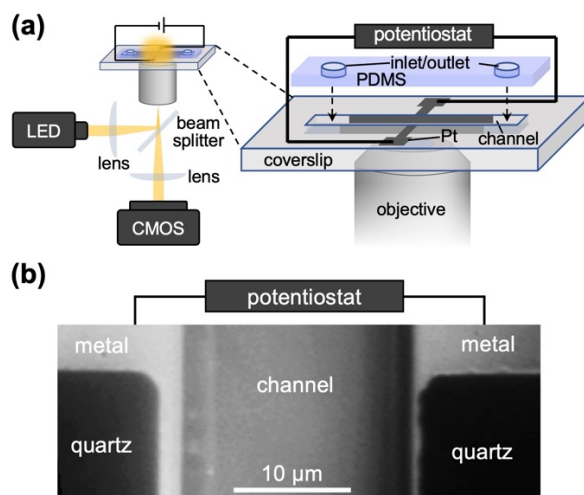 (a)
potentiostat
inlet/outlet
PDMS
LED
beam
splitter
lens
lens
CMOS
Pt
channel
coverslip
objective
(b)
potentiostat
metal
metal
channel
quartz
quartz
10 µm